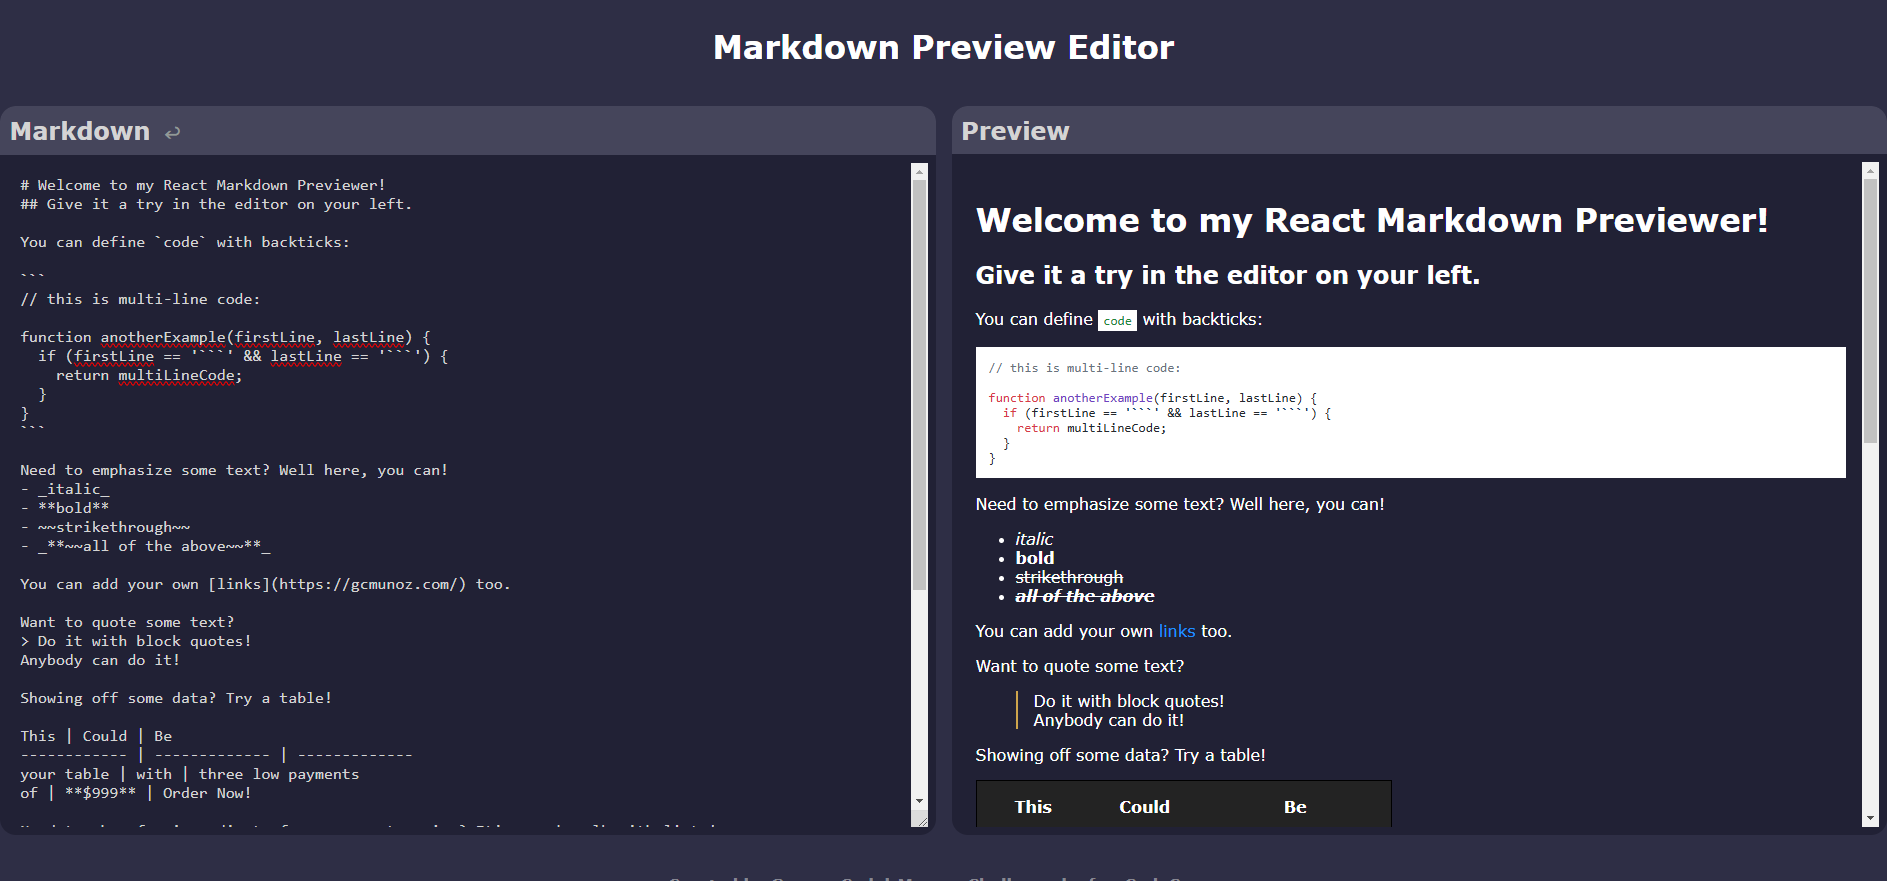 Markdown Preview Editor
Markdown
# Welcome to my React Markdown Previewer!
## Give it a try in the editor on your left.

You can define `code` with backticks:

```
// this is multi-line code:

function anotherExample(firstLine, lastLine) {
  if (firstLine == '```' && lastLine == '```') {
    return multiLineCode;
  }
}
```

Need to emphasize some text? Well here, you can!
- _italic_
- **bold**
- ~~strikethrough~~
- _**~~all of the above~~**_

You can add your own [links](https://gcmunoz.com/) too.

Want to quote some text?
> Do it with block quotes!
Anybody can do it!

Showing off some data? Try a table!

This | Could | Be
------------ | ------------- | -------------
your table | with | three low payments
of | **$999** | Order Now!
Preview
Welcome to my React Markdown Previewer!
Give it a try in the editor on your left.
You can define code with backticks:
// this is multi-line code:

function anotherExample(firstLine, lastLine) {
  if (firstLine == '```' && lastLine == '```') {
    return multiLineCode;
  }
}
Need to emphasize some text? Well here, you can!
• italic
• bold
• strikethrough
• all of the above
You can add your own links too.
Want to quote some text?
Do it with block quotes!
Anybody can do it!
Showing off some data? Try a table!
This Could Be